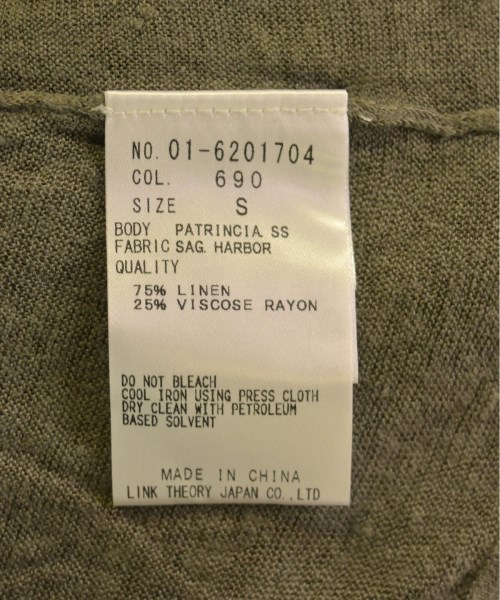 NO. 01-6201704
COL. 690
SIZE S
BODY PATRINCIA. SS
FABRIC SAG. HARBOR
QUALITY
75% LINEN
25% VISCOSE RAYON
DO NOT BLEACH
COOL IRON USING PRESS CLOTH
DRY CLEAN WITH PETROLEUM
BASED SOLVENT
MADE IN CHINA
LINK THEORY JAPAN CO.,LTD